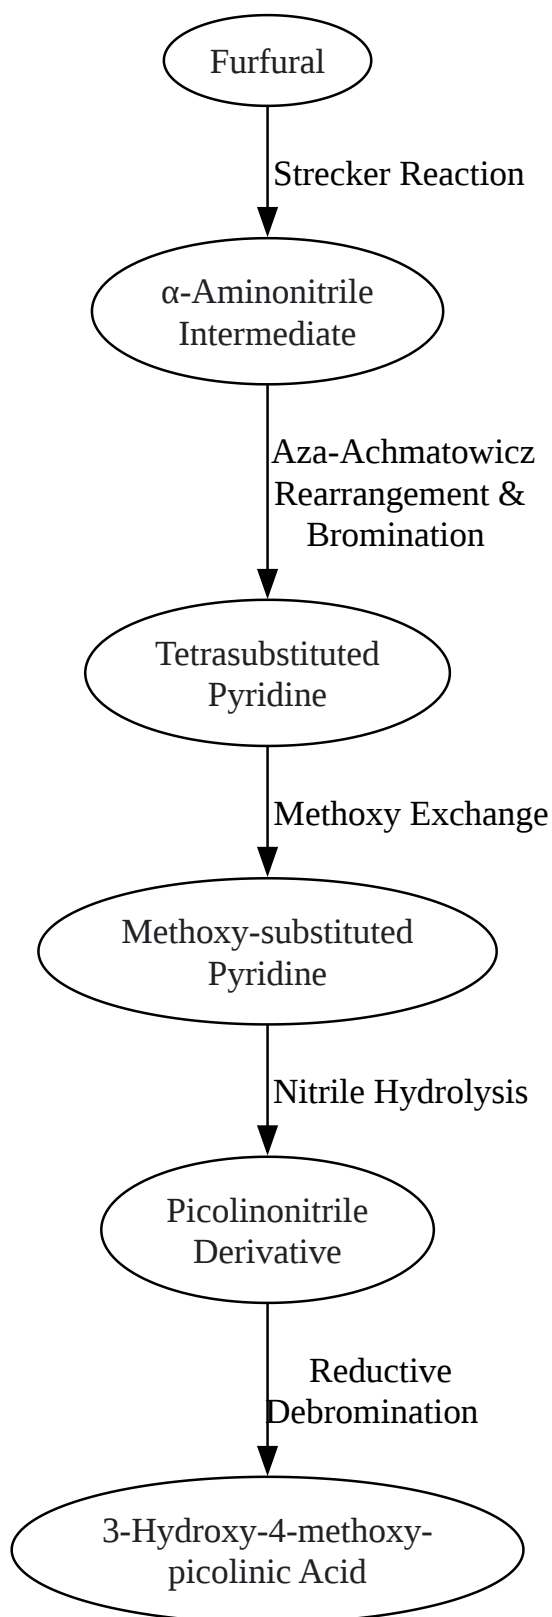 Furfural
Strecker Reaction
α-Aminonitrile
Intermediate
Aza-Achmatowicz
Rearrangement &
Bromination
Tetrasubstituted
Pyridine
Methoxy Exchange
Methoxy-substituted
Pyridine
Nitrile Hydrolysis
Picolinonitrile
Derivative
Reductive
Debromination
3-Hydroxy-4-methoxy-
picolinic Acid